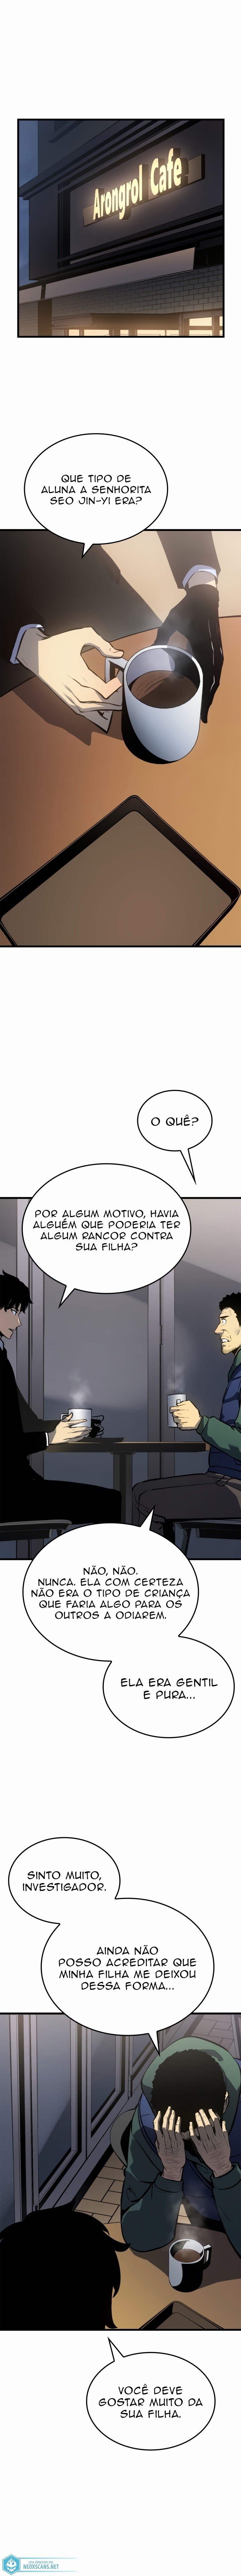 Arongrol Cafe
QUE TIPO DE
ALUNA A SENHORITA
SEO JIN-YI ERA?
O QUÊ?
POR ALGUM MOTIVO, HAVIA
ALGUÉM QUE PODERIA TER
ALGUM RANCOR CONTRA
SUA FILHA?
NÃO, NÃO.
NUNCA. ELA COM CERTEZA
NÃO ERA O TIPO DE CRIANÇA
QUE FARIA ALGO PARA OS
OUTROS A ODIAREM.
ELA ERA GENTIL
E PURA...
SINTO MUITO,
INVESTIGADOR.
AINDA NÃO
POSSO ACREDITAR QUE
MINHA FILHA ME DEIXOU
DESSA FORMA...
VOCÊ DEVE
GOSTAR MUITO DA
SUA FILHA.
NEOXSCANS.NET